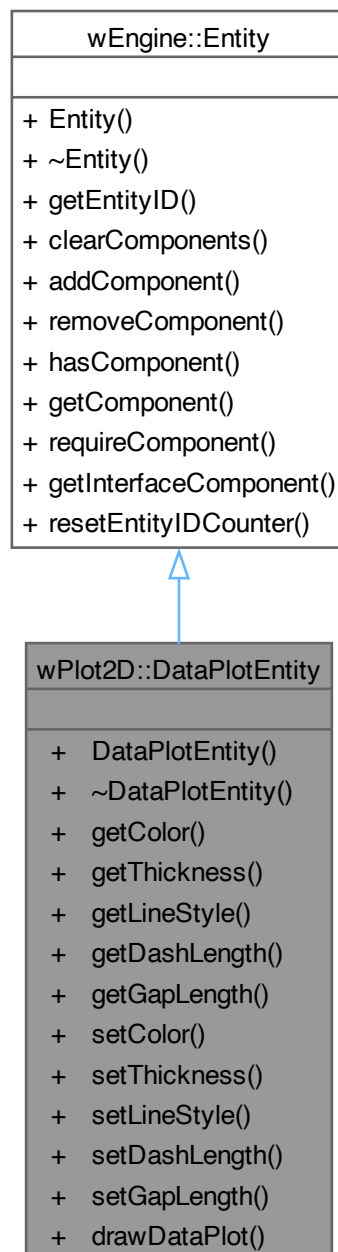 wEngine::Entity
+ Entity()
+ ~Entity()
+ getEntityID()
+ clearComponents()
+ addComponent()
+ removeComponent()
+ hasComponent()
+ getComponent()
+ requireComponent()
+ getInterfaceComponent()
+ resetEntityIDCounter()
wPlot2D::DataPlotEntity
+ DataPlotEntity()
+ ~DataPlotEntity()
+ getColor()
+ getThickness()
+ getLineStyle()
+ getDashLength()
+ getGapLength()
+ setColor()
+ setThickness()
+ setLineStyle()
+ setDashLength()
+ setGapLength()
+ drawDataPlot()